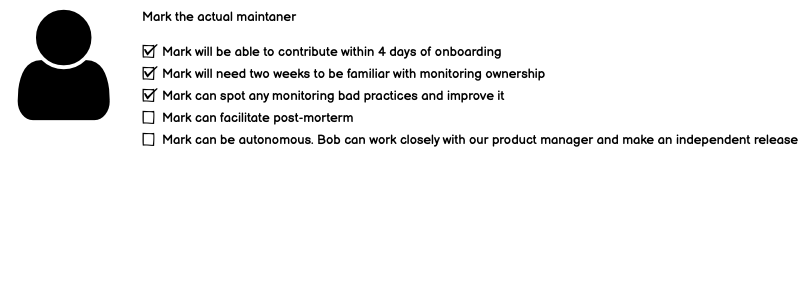 Mark the actual maintaner
Mark will be able to contribute within 4 days of onboarding
Mark will need two weeks to be familiar with monitoring ownership
Mark can spot any monitoring bad practices and improve it
Mark can facilitate post-morterm
Mark can be autonomous. Bob can work closely with our product manager and make an independent release